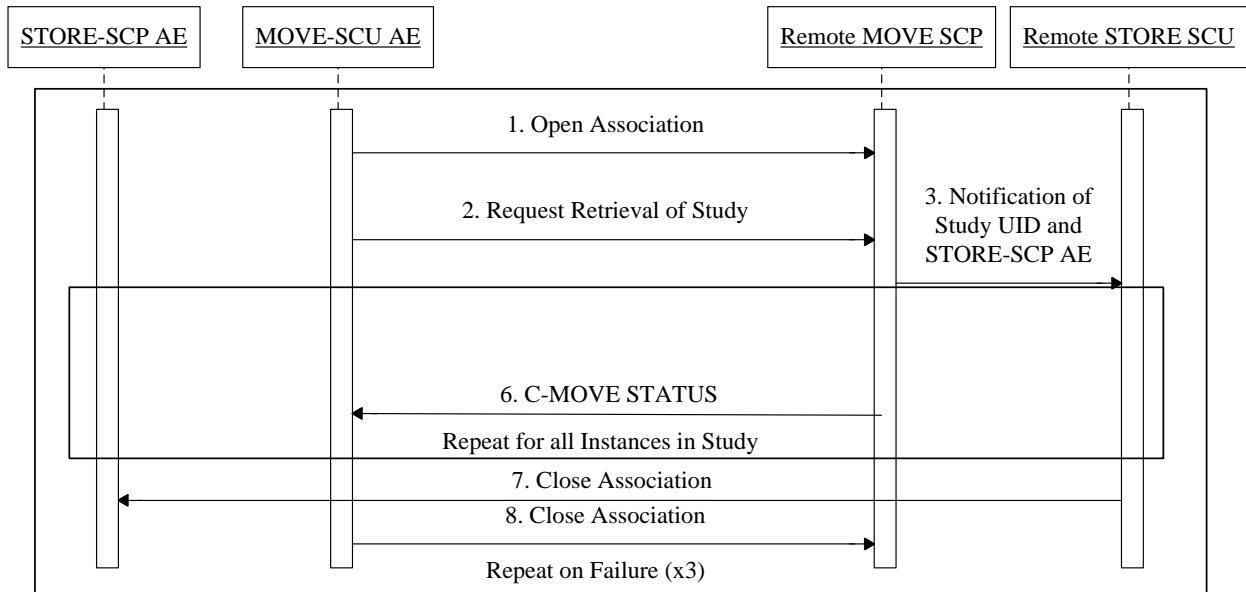 STORE-SCP AE
MOVE-SCU AE
Remote MOVE SCP
Remote STORE SCU
1. Open Association
2. Request Retrieval of Study
3. Notification of
Study UID and
STORE-SCP AE
6. C-MOVE STATUS
Repeat for all Instances in Study
7. Close Association
8. Close Association
Repeat on Failure (x3)